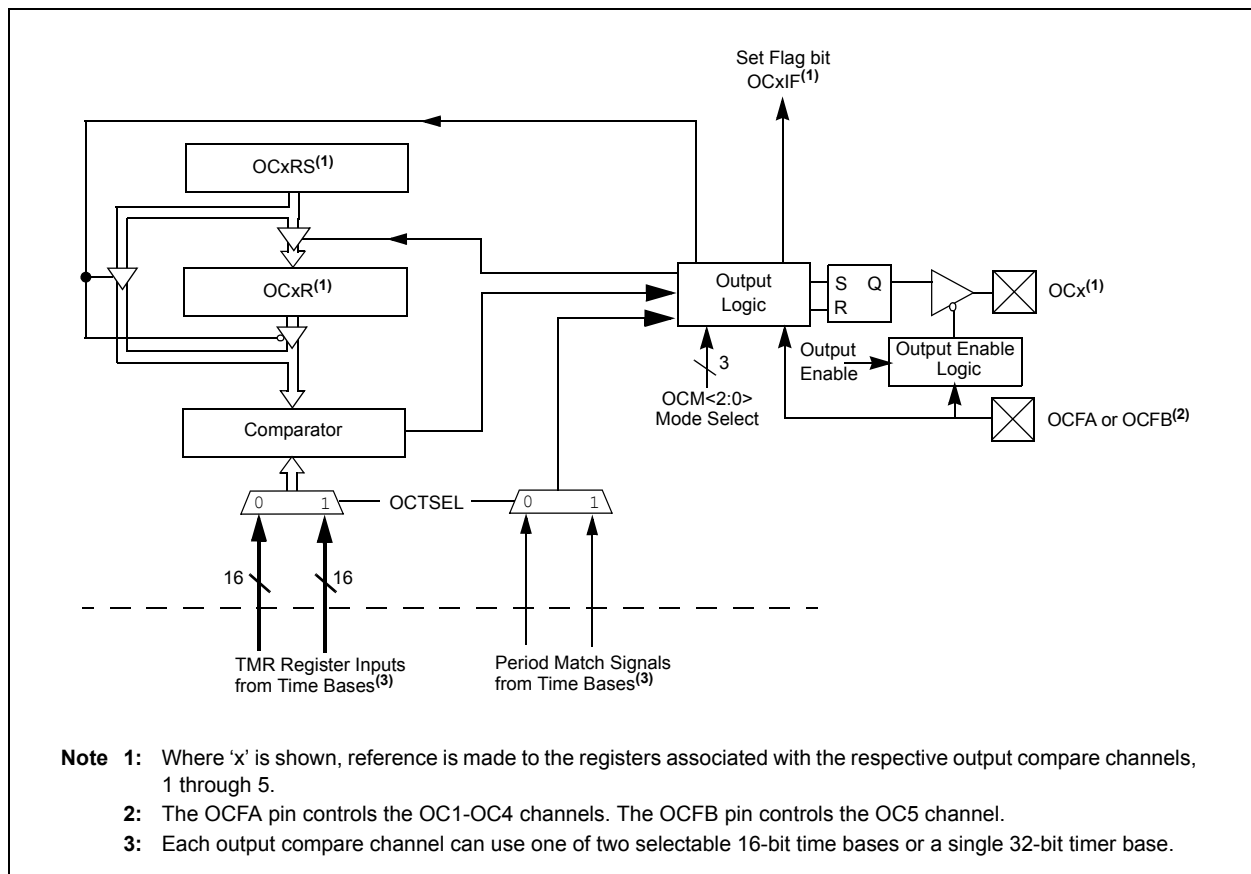 Set Flag bit
OCxIF(1)
OCxRS(1)
OCxR(1)
Comparator
Output
Logic
S Q
R
OCx(1)
3
OCM<2:0>
Mode Select
Output
Enable
Output Enable
Logic
OCFA or OCFB(2)
0 1
OCTSEL
0 1
16 16
TMR Register Inputs
from Time Bases(3)
Period Match Signals
from Time Bases(3)
Note 1: Where ‘x’ is shown, reference is made to the registers associated with the respective output compare channels,
1 through 5.
2: The OCFA pin controls the OC1-OC4 channels. The OCFB pin controls the OC5 channel.
3: Each output compare channel can use one of two selectable 16-bit time bases or a single 32-bit timer base.